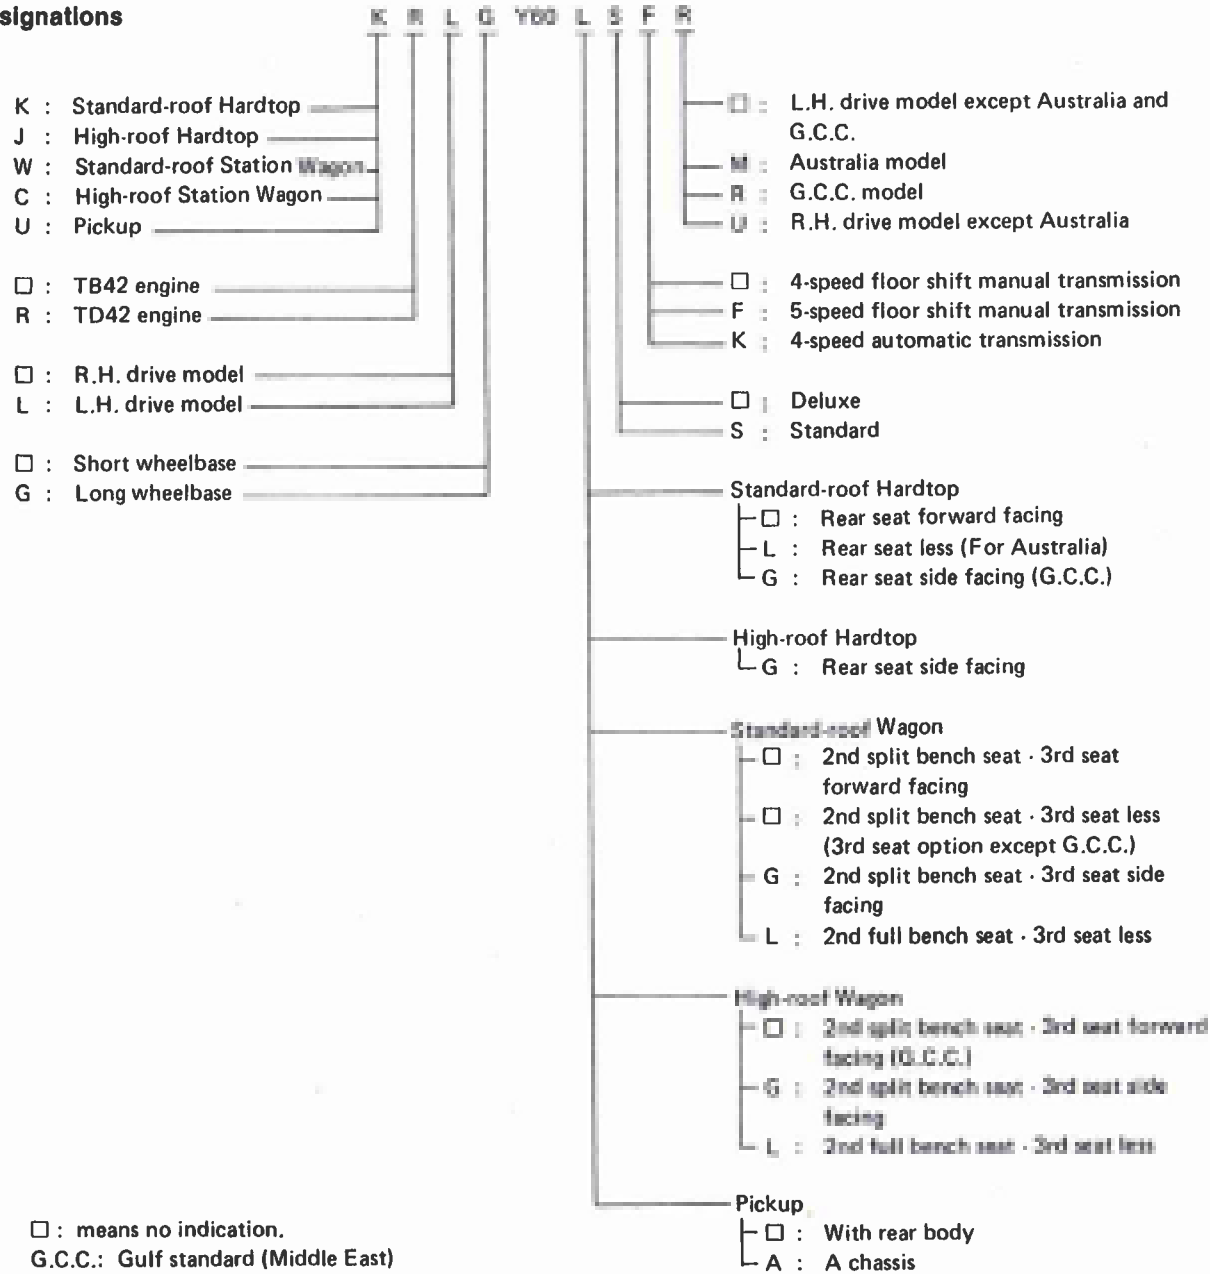 signations
K R L G Y60 L S F R
K : Standard-roof Hardtop
J : High-roof Hardtop
W : Standard-roof Station Wagon
C : High-roof Station Wagon
U : Pickup
□ : TB42 engine
R : TD42 engine
□ : R.H. drive model
L : L.H. drive model
□ : Short wheelbase
G : Long wheelbase
□ : L.H. drive model except Australia and
G.C.C.
M : Australia model
R : G.C.C. model
U : R.H. drive model except Australia
□ : 4-speed floor shift manual transmission
F : 5-speed floor shift manual transmission
K : 4-speed automatic transmission
□ : Deluxe
S : Standard
Standard-roof Hardtop
□ : Rear seat forward facing
L : Rear seat less (For Australia)
G : Rear seat side facing (G.C.C.)
High-roof Hardtop
G : Rear seat side facing
Standard-roof Wagon
□ : 2nd split bench seat · 3rd seat
forward facing
□ : 2nd split bench seat · 3rd seat less
(3rd seat option except G.C.C.)
G : 2nd split bench seat · 3rd seat side
facing
L : 2nd full bench seat · 3rd seat less
High-roof Wagon
□ : 2nd split bench seat · 3rd seat forward
facing (G.C.C.)
G : 2nd split bench seat · 3rd seat side
facing
L : 2nd full bench seat · 3rd seat less
Pickup
□ : With rear body
A : A chassis
□ : means no indication.
G.C.C.: Gulf standard (Middle East)